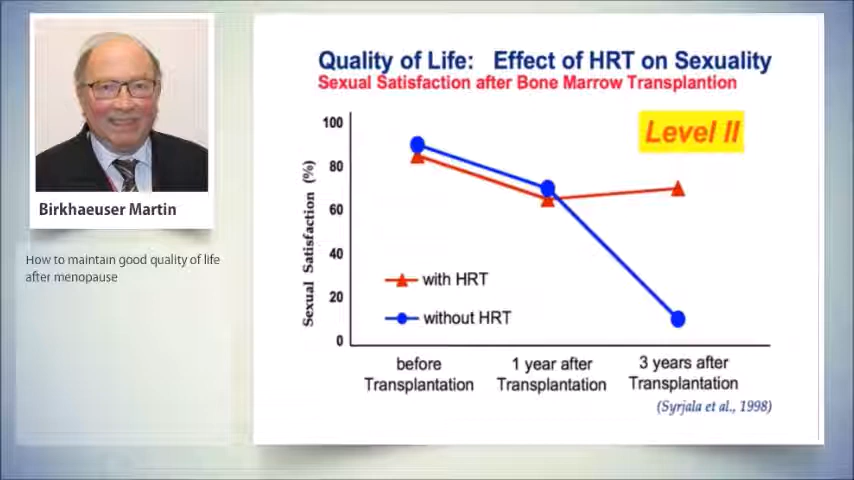 Birkhaeuser Martin
How to maintain good quality of life
after menopause
Quality of Life: Effect of HRT on Sexuality
Sexual Satisfaction after Bone Marrow Transplantion
Level II
Sexual Satisfaction (%)
100
80
60
40
20
0
with HRT
without HRT
before
Transplantation
1 year after
Transplantation
3 years after
Transplantation
(Syrjala et al., 1998)